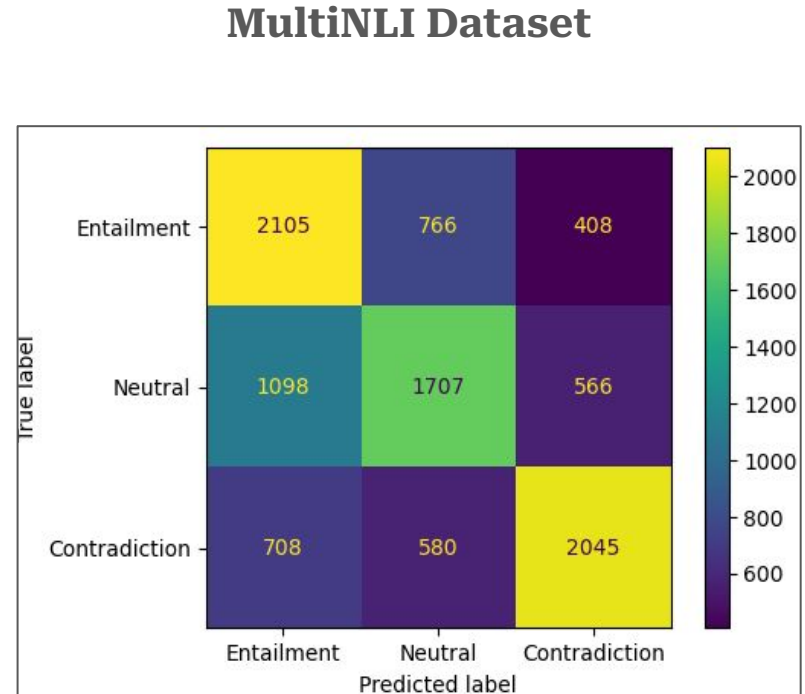 MultiNLI Dataset
Entailment 2105 766 408
Neutral 1098 1707 566
Contradiction 708 580 2045
Entailment Neutral Contradiction
Predicted label
True label
2000
1800
1600
1400
1200
1000
800
600